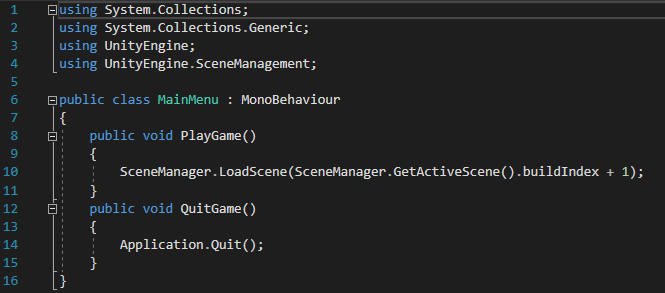 1 using System.Collections;
2 using System.Collections.Generic;
3 using UnityEngine;
4 using UnityEngine.SceneManagement;
5
6 public class MainMenu : MonoBehaviour
7 {
8     public void PlayGame()
9     {
10         SceneManager.LoadScene(SceneManager.GetActiveScene().buildIndex + 1);
11     }
12     public void QuitGame()
13     {
14         Application.Quit();
15     }
16 }